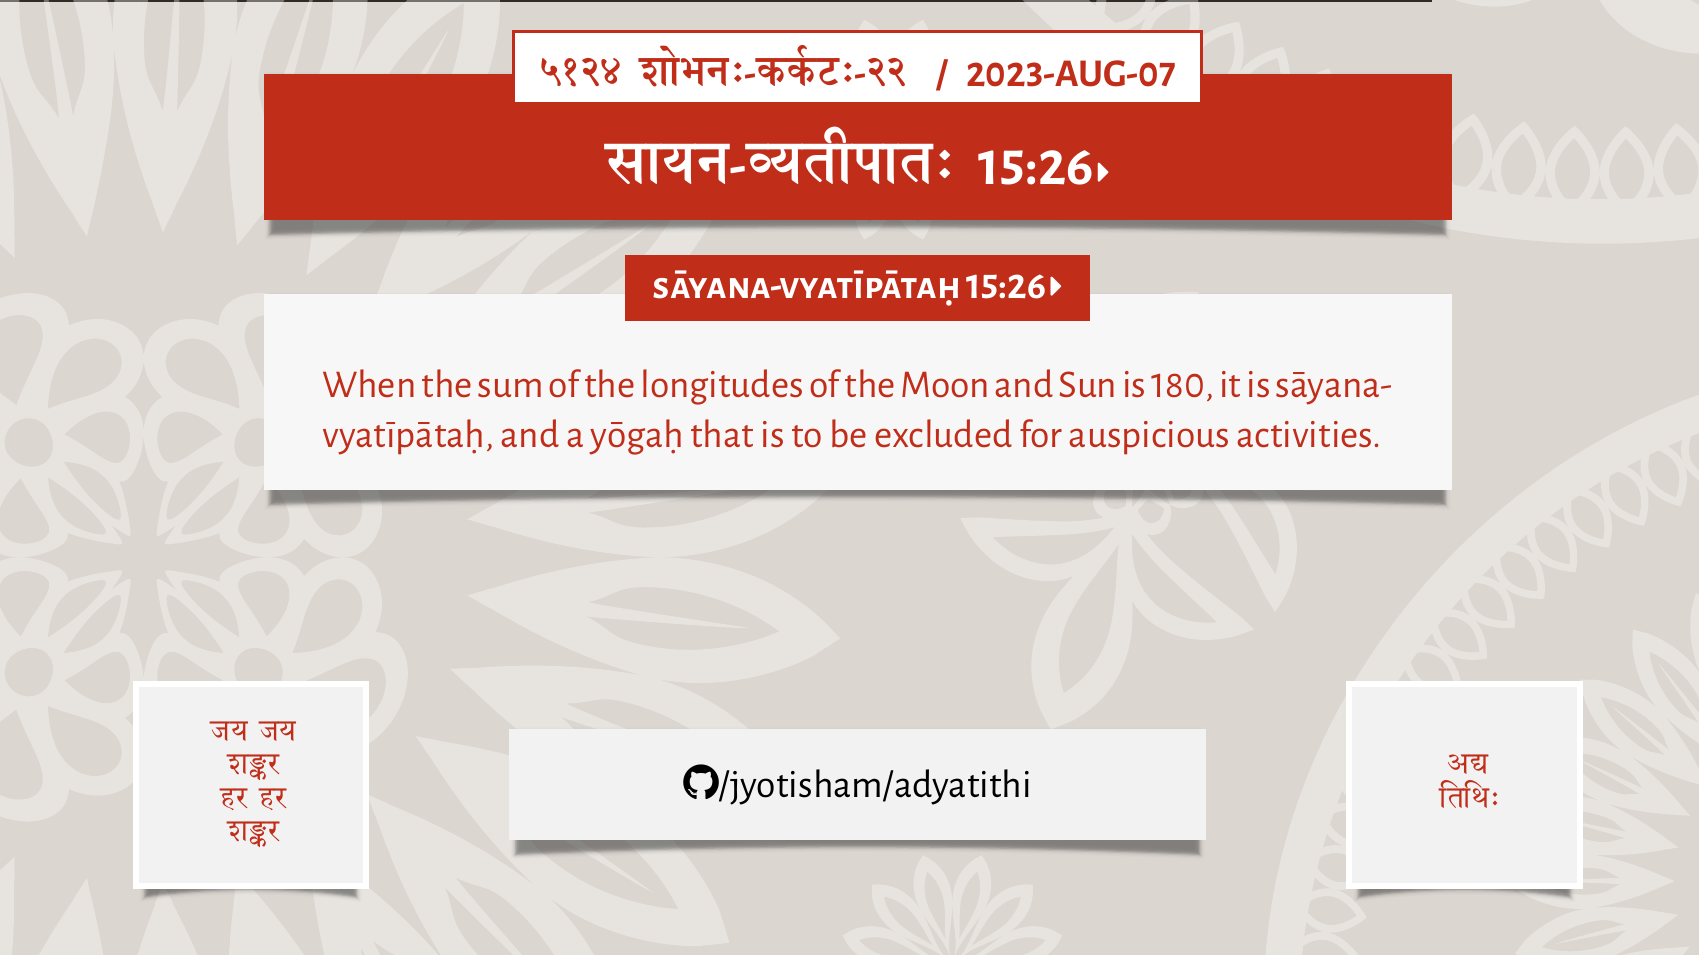 ५१२४ शोभनः-कर्कटः-२२ / 2023-AUG-07
सायन-व्यतीपातः 15:26
SĀYANA-VYATĪPĀTAḤ 15:26
When the sum of the longitudes of the Moon and Sun is 180, it is sāyana-
vyatīpātaḥ, and a yōgaḥ that is to be excluded for auspicious activities.
जय जय
शङ्कर
हर हर
शङ्कर
/jyotisham/adyatithi
अद्य
तिथिः